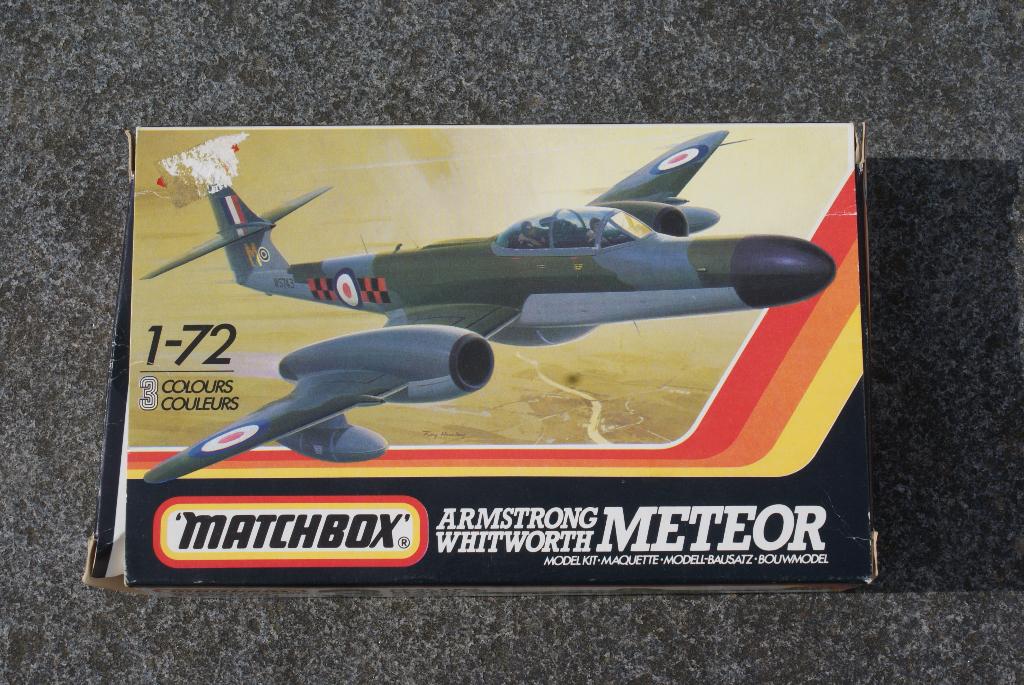 1-72
3 COLOURS
COULEURS
'MATCHBOX'®
ARMSTRONG
WHITWORTH
METEOR
MODEL KIT·MAQUETTE·MODELL-BAUSATZ·BOUWMODEL